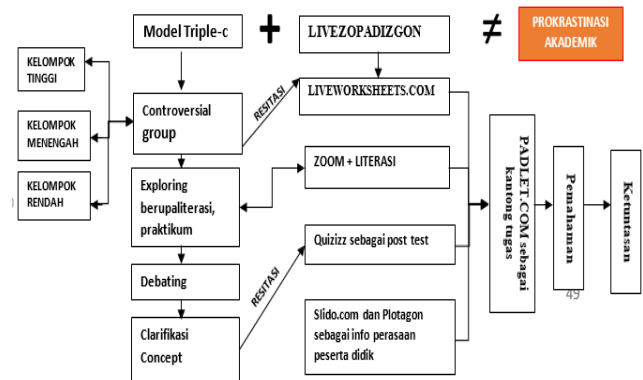 Model Triple-c
+
LIVEZOPADIZGON
≠
PROKRASTINASI
AKADEMIK
KELOMPOK
TINGGI
KELOMPOK
MENENGAH
KELOMPOK
RENDAH
Controversial
group
RESITASI
LIVEWORKSHEETS.COM
Exploring
berupaliterasi,
praktikum
ZOOM + LITERASI
Debating
RESITASI
Quizizz sebagai post test
Clarifikasi
Concept
Slido.com dan Plotagon
sebagai info perasaan
peserta didik
PADLET.COM sebagai
kantong tugas
Pemahaman
49
Ketuntasan